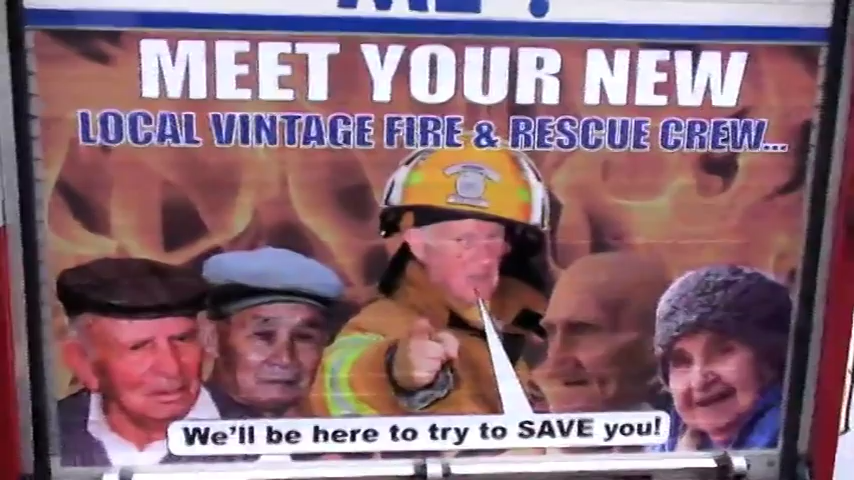 MEET YOUR NEW
LOCAL VINTAGE FIRE & RESCUE CREW...
We'll be here to try to SAVE you!